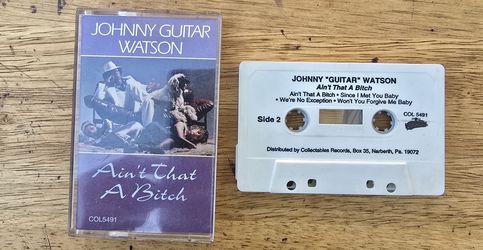 JOHNNY GUITAR
WATSON
Ain't That
A Bitch
COL5491
JOHNNY "GUITAR" WATSON
Ain't That A Bitch
Ain't That A Bitch • Since I Met You Baby
• We're No Exception • Won't You Forgive Me Baby
COL 5491
Side 2
Distributed by Collectables Records, Box 35, Narberth, Pa. 19072